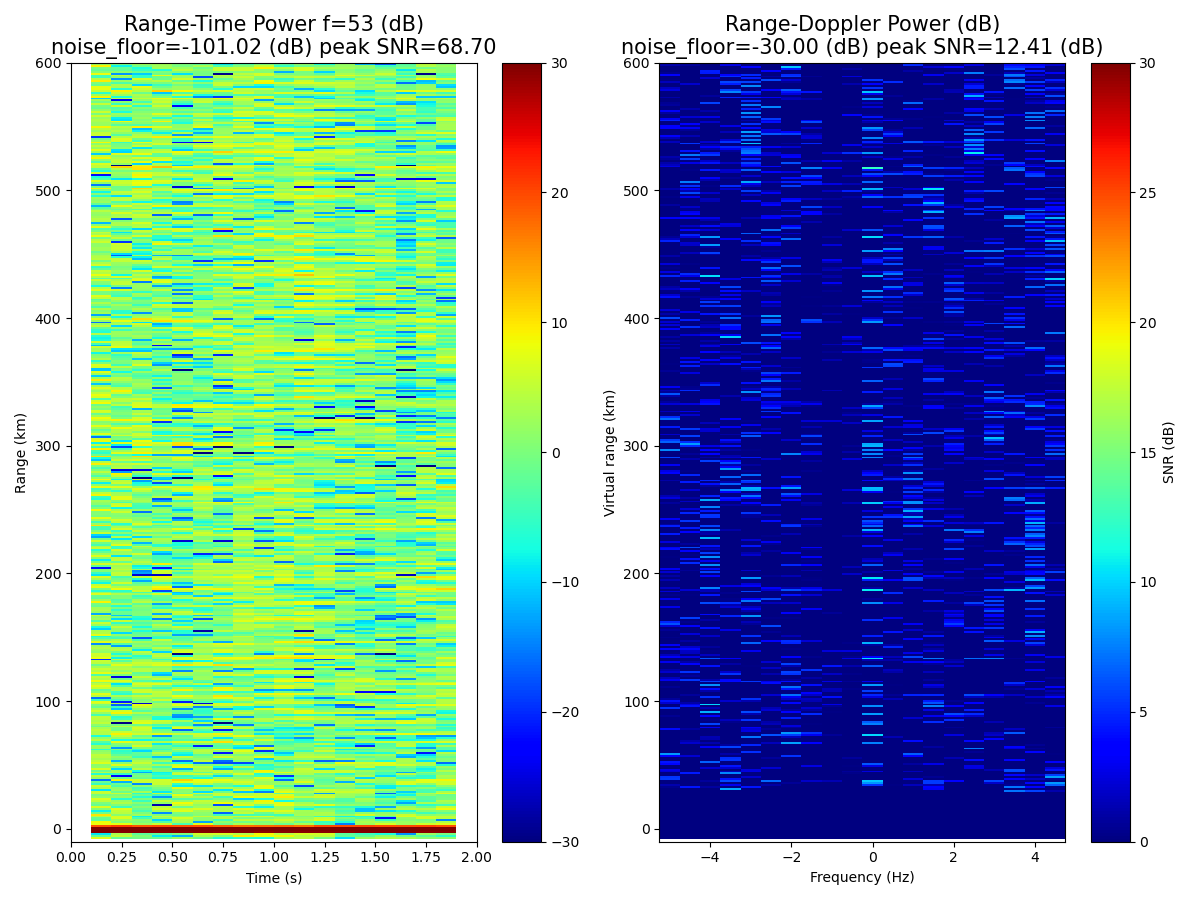 Range-Time Power f=53 (dB)
noise_floor=-101.02 (dB) peak SNR=68.70
Range-Doppler Power (dB)
noise_floor=-30.00 (dB) peak SNR=12.41 (dB)
600
500
400
300
200
100
0
Range (km)
0.00 0.25 0.50 0.75 1.00 1.25 1.50 1.75 2.00
Time (s)
30
20
10
0
−10
−20
−30
600
500
400
300
200
100
0
Virtual range (km)
−4 −2 0 2 4
Frequency (Hz)
30
25
20
15
10
5
0
SNR (dB)